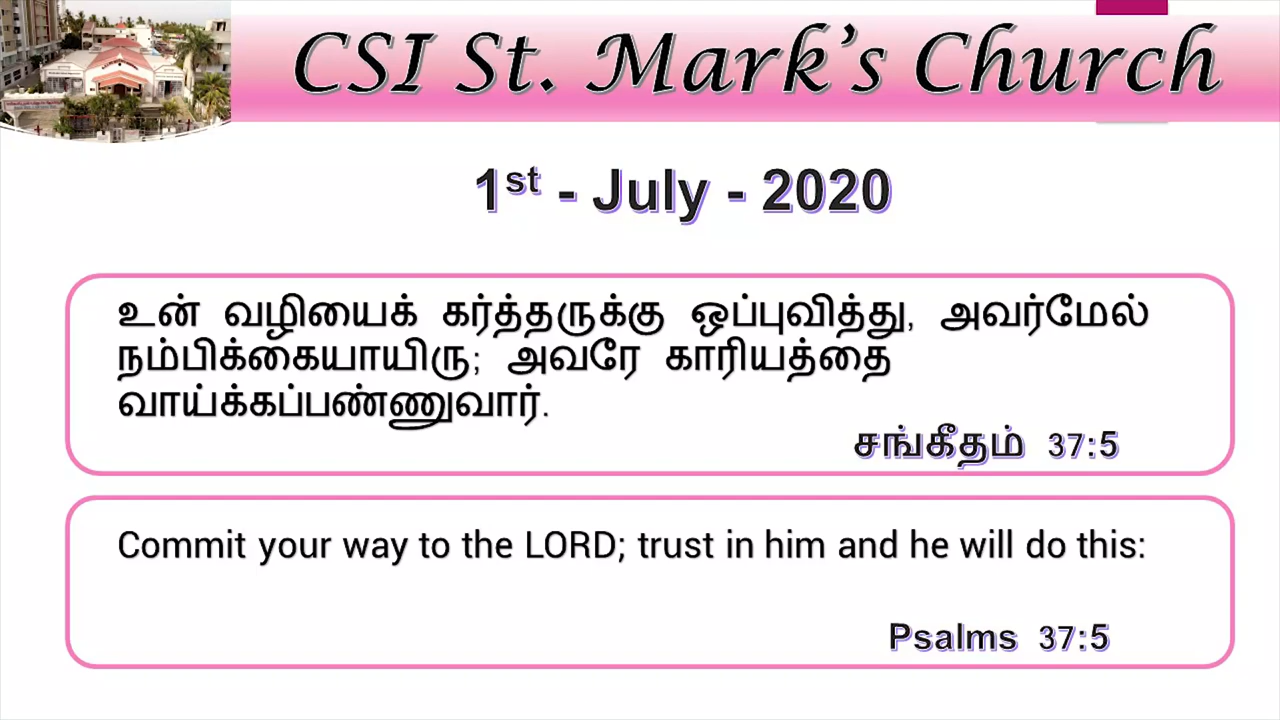 CSI St. Mark's Church
1st - July - 2020
உன் வழியைக் கர்த்தருக்கு ஒப்புவித்து, அவர்மேல்
நம்பிக்கையாயிரு; அவரே காரியத்தை
வாய்க்கப்பண்ணுவார்.
சங்கீதம் 37:5
Commit your way to the LORD; trust in him and he will do this:
Psalms 37:5